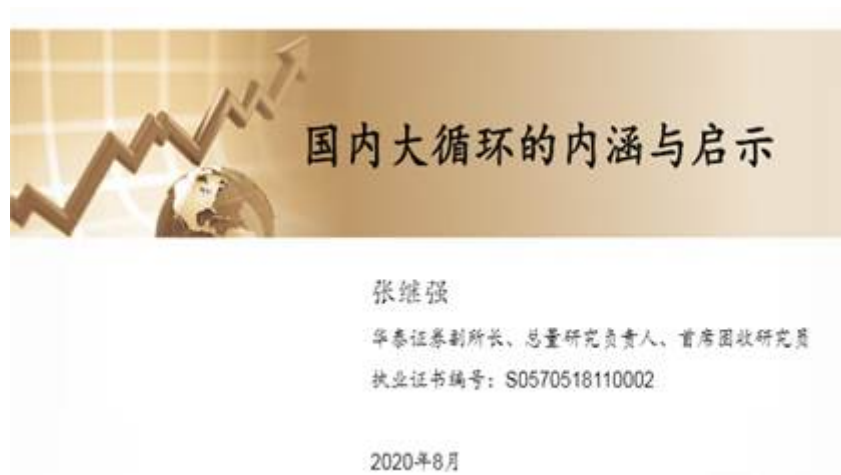 国内大循环的内涵与启示
张继强
华泰证券副所长、总量研究负责人、首席固收研究员
执业证书编号：S0570518110002
2020年8月